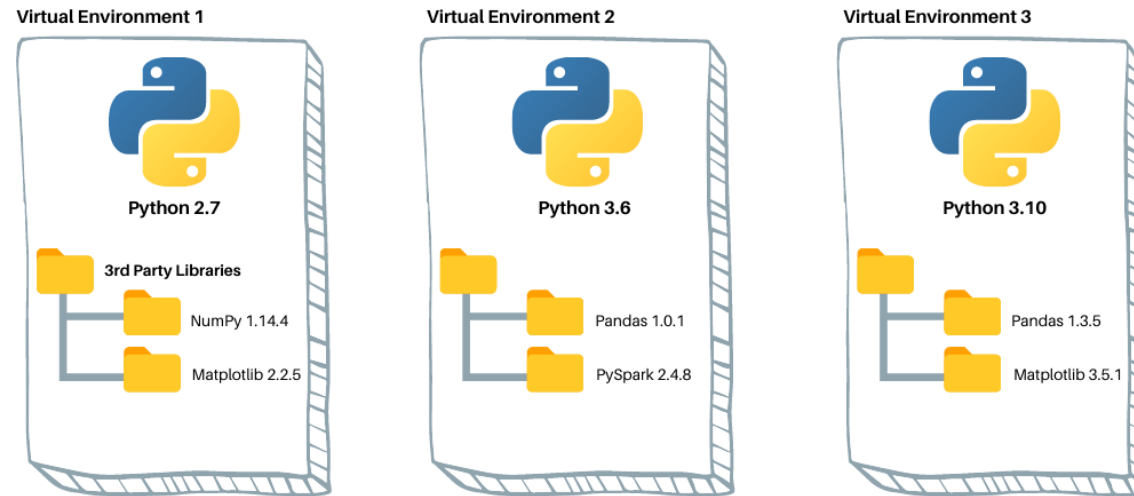 Virtual Environment 1
Python 2.7
3rd Party Libraries
NumPy 1.14.4
Matplotlib 2.2.5
Virtual Environment 2
Python 3.6
Pandas 1.0.1
PySpark 2.4.8
Virtual Environment 3
Python 3.10
Pandas 1.3.5
Matplotlib 3.5.1